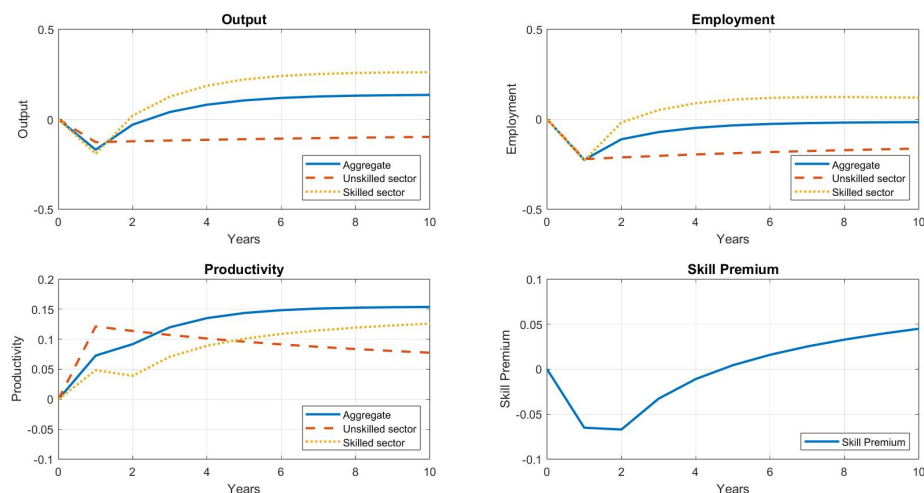 Output
0.5
0
-0.5
Output
0 2 4 6 8 10
Years
Aggregate
Unskilled sector
Skilled sector
Employment
0.5
0
-0.5
Employment
0 2 4 6 8 10
Years
Aggregate
Unskilled sector
Skilled sector
Productivity
0.2
0.15
0.1
0.05
0
-0.05
-0.1
Productivity
0 2 4 6 8 10
Years
Aggregate
Unskilled sector
Skilled sector
Skill Premium
0.1
0.05
0
-0.05
-0.1
Skill Premium
0 2 4 6 8 10
Years
Skill Premium